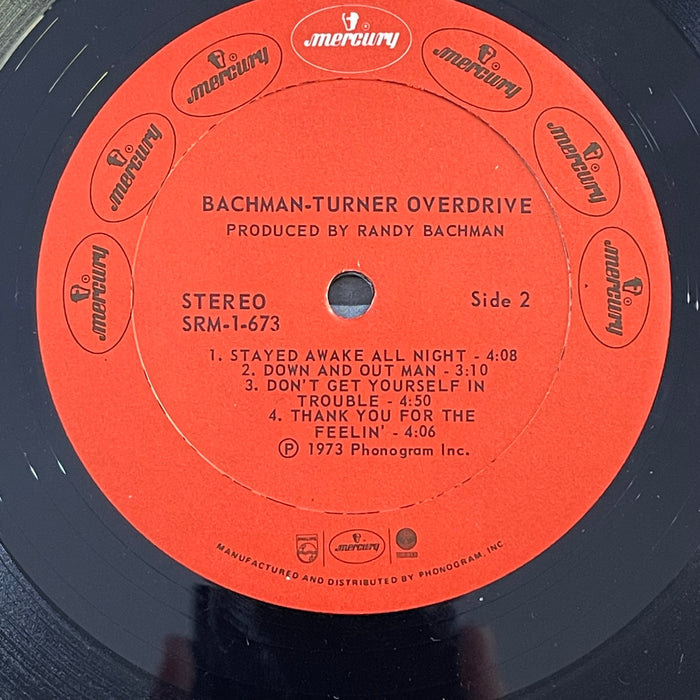 mercury
mercury
mercury
mercury
mercury
mercury
mercury
BACHMAN-TURNER OVERDRIVE
PRODUCED BY RANDY BACHMAN
STEREO
SRM-1-673
Side 2
1. STAYED AWAKE ALL NIGHT - 4:08
2. DOWN AND OUT MAN - 3:10
3. DON'T GET YOURSELF IN
TROUBLE - 4:50
4. THANK YOU FOR THE
FEELIN' - 4:06
Ⓟ 1973 Phonogram Inc.
mercury
MANUFACTURED AND DISTRIBUTED BY PHONOGRAM, INC